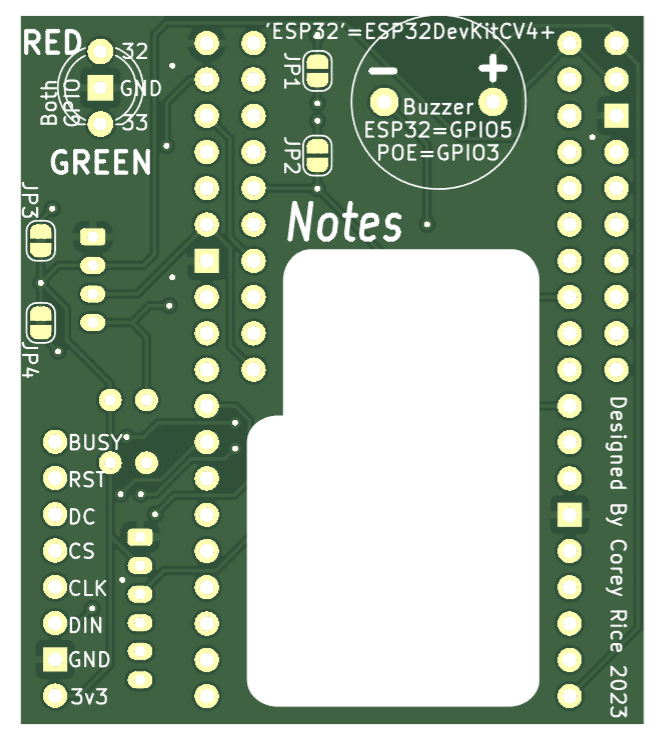 RED
32
'ESP32'=ESP32DevKitCV4+
GND
Both
GPIO
33
GREEN
JP1
JP2
- +
Buzzer
ESP32=GPIO5
POE=GPIO3
JP3
JP4
Notes
BUSY
RST
DC
CS
CLK
DIN
GND
3v3
Designed By Corey Rice 2023